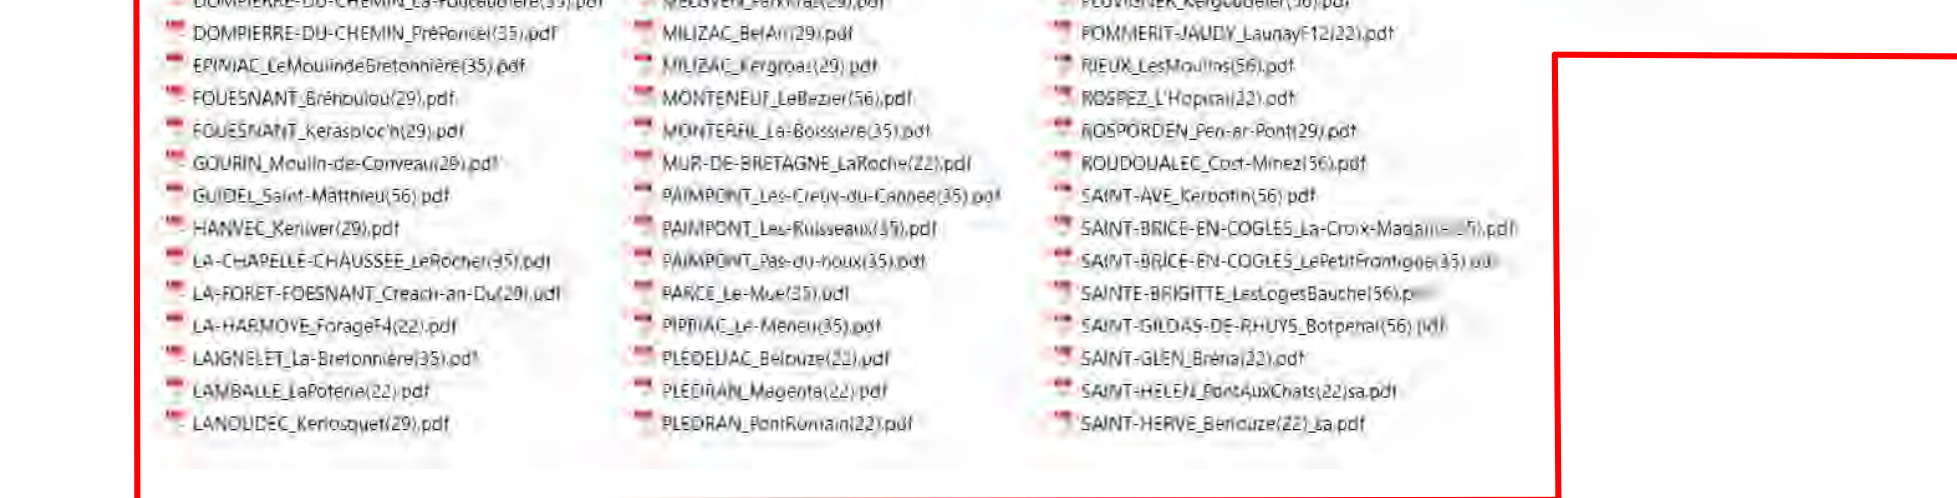 DOMPIERRE-DU-CHEMIN_PréPoncel(35).pdf
EPINIAC_LeMoulindeBretonnière(35).pdf
FOUESNANT_Bréhoulou(29).pdf
FOUESNANT_Kerasploc'h(29).pdf
GOURIN_Moulin-de-Conveau(29).pdf
GUIDEL_Saint-Matthieu(56).pdf
HANVEC_Kerliver(29).pdf
LA-CHAPELLE-CHAUSSEE_LeRocher(35).pdf
LA-FORET-FOESNANT_Creach-an-Du(29).pdf
LA-HARMOYE_ForageF4(22).pdf
LAIGNELET_La-Bretonnière(35).pdf
LAMBALLE_LaPoterie(22).pdf
LANOUDEC_Kerlosquet(29).pdf
MILIZAC_BelAir(29).pdf
MILIZAC_Kergroas(29).pdf
MONTENEUF_LeBezier(56).pdf
MONTERFIL_La-Boissière(35).pdf
MUR-DE-BRETAGNE_LaRoche(22).pdf
PAIMPONT_Les-Creux-du-Cannée(35).pdf
PAIMPONT_Les-Ruisseaux(35).pdf
PAIMPONT_Pas-du-houx(35).pdf
PARCE_Le-Mué(35).pdf
PIPRIAC_Le-Meneu(35).pdf
PLEDELIAC_Belouze(22).pdf
PLEDRAN_Magenta(22).pdf
PLEDRAN_PontRomain(22).pdf
POMMERIT-JAUDY_LaunayF12(22).pdf
RIEUX_LesMoulins(56).pdf
ROSPEZ_L'Hopital(22).pdf
ROSPORDEN_Pen-ar-Pont(29).pdf
ROUDOUALEC_Cost-Minez(56).pdf
SAINT-AVE_Kerbotin(56).pdf
SAINT-BRICE-EN-COGLES_La-Croix-
SAINT-BRICE-EN-COGLES_LePetitFrontigné(35)
SAINTE-BRIGITTE_LesLogesBauche(56)
SAINT-GILDAS-DE-RHUYS_Botpenal(56).pdf
SAINT-GLEN_Bréha(22).pdf
SAINT-HELEN_PontAuxChats(22)sa.pdf
SAINT-HERVE_Berlouze(22)_sa.pdf